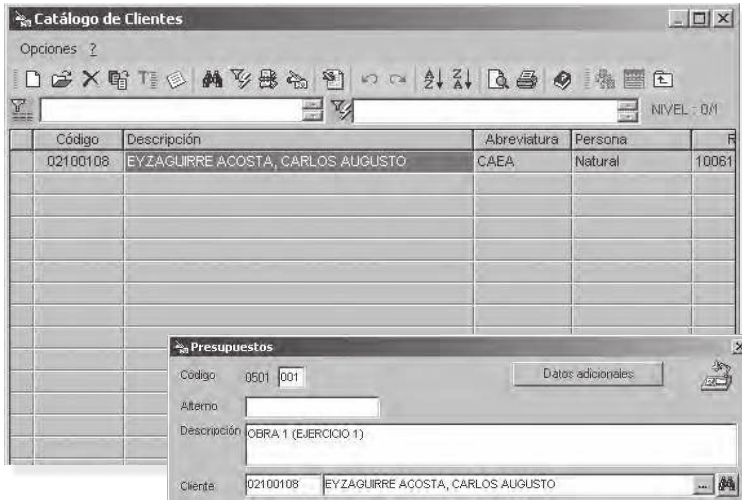 Catálogo de Clientes
Opciones ?
NIVEL : 0/1
Código Descripción Abreviatura Persona R
02100108 EYZAGUIRRE ACOSTA, CARLOS AUGUSTO CAEA Natural 10061
Presupuestos
Código 0501 001 Datos adicionales
Alterno
Descripción OBRA 1 (EJERCICIO 1)
Cliente 02100108 EYZAGUIRRE ACOSTA, CARLOS AUGUSTO ...